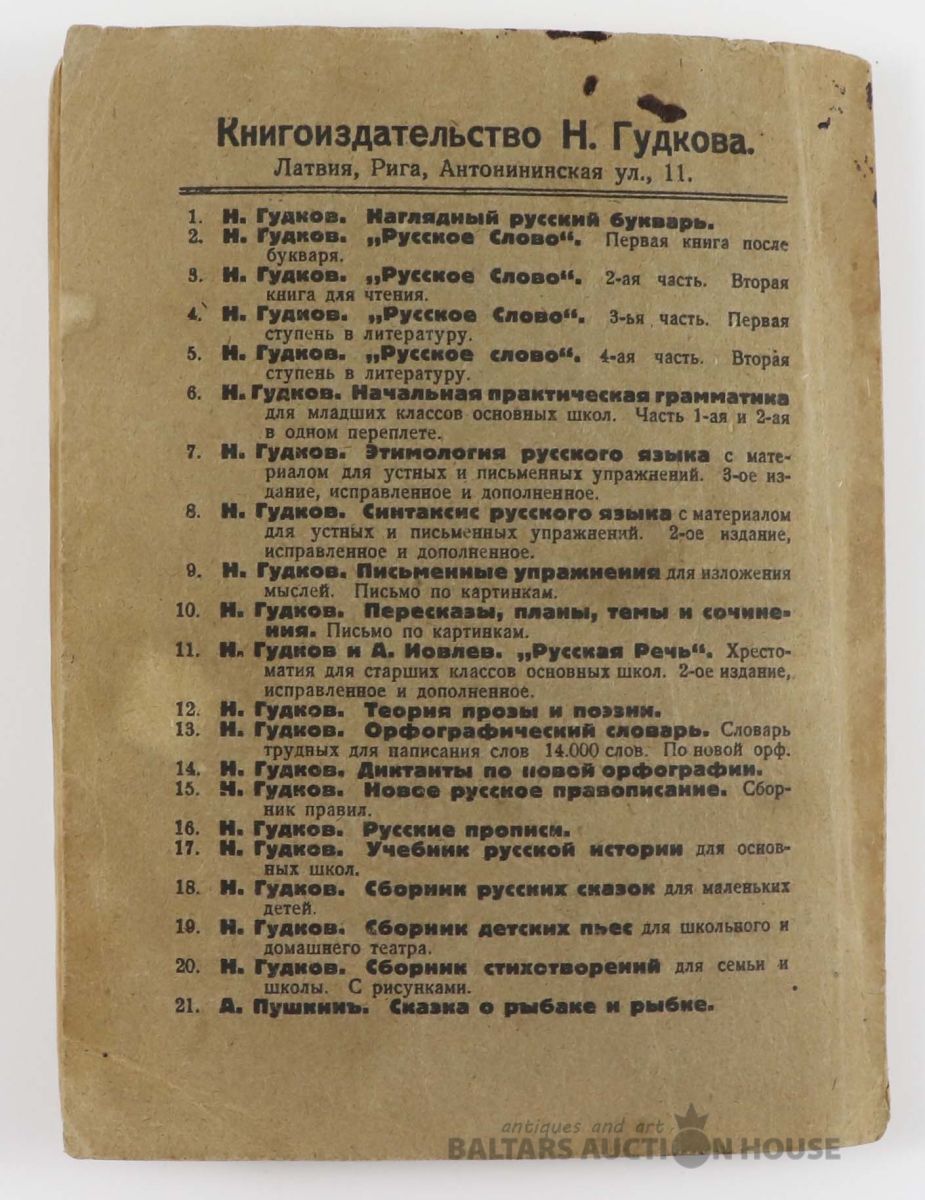 Книгоиздательство Н. Гудкова.
Латвия, Рига, Антонининская ул., 11.
1. Н. Гудков. Наглядный русский букварь.
2. Н. Гудков. „Русское Слово“. Первая книга после
букваря.
3. Н. Гудков. „Русское Слово“. 2-ая часть. Вторая
книга для чтения.
4. Н. Гудков. „Русское Слово“. 3-ья часть. Первая
ступень в литературу.
5. Н. Гудков. „Русское слово“. 4-ая часть. Вторая
ступень в литературу.
6. Н. Гудков. Начальная практическая грамматика
для младших классов основных школ. Часть 1-ая и 2-ая
в одном переплете.
7. Н. Гудков. Этимология русского языка с мате-
риалом для устных и письменных упражнений. 3-ое из-
дание, исправленное и дополненное.
8. Н. Гудков. Синтаксис русского языка с материалом
для устных и письменных упражнений. 2-ое издание,
исправленное и дополненное.
9. Н. Гудков. Письменные упражнения для изложения
мыслей. Письмо по картинкам.
10. Н. Гудков. Пересказы, планы, темы и сочине-
ния. Письмо по картинкам.
11. Н. Гудков и А. Иовлев. „Русская Речь“. Хресто-
матия для старших классов основных школ. 2-ое издание,
исправленное и дополненное.
12. Н. Гудков. Теория прозы и поэзии.
13. Н. Гудков. Орфографический словарь. Словарь
трудных для написания слов 14.000 слов. По новой орф.
14. Н. Гудков. Диктанты по новой орфографии.
15. Н. Гудков. Новое русское правописание. Сбор-
ник правил.
16. Н. Гудков. Русские прописи.
17. Н. Гудков. Учебник русской истории для основ-
ных школ.
18. Н. Гудков. Сборник русских сказок для маленьких
детей.
19. Н. Гудков. Сборник детских пьес для школьного и
домашнего театра.
20. Н. Гудков. Сборник стихотворений для семьи и
школы. С рисунками.
21. А. Пушкинъ. Сказка о рыбаке и рыбке.
antiques and art
BALTARS AUCTION HOUSE